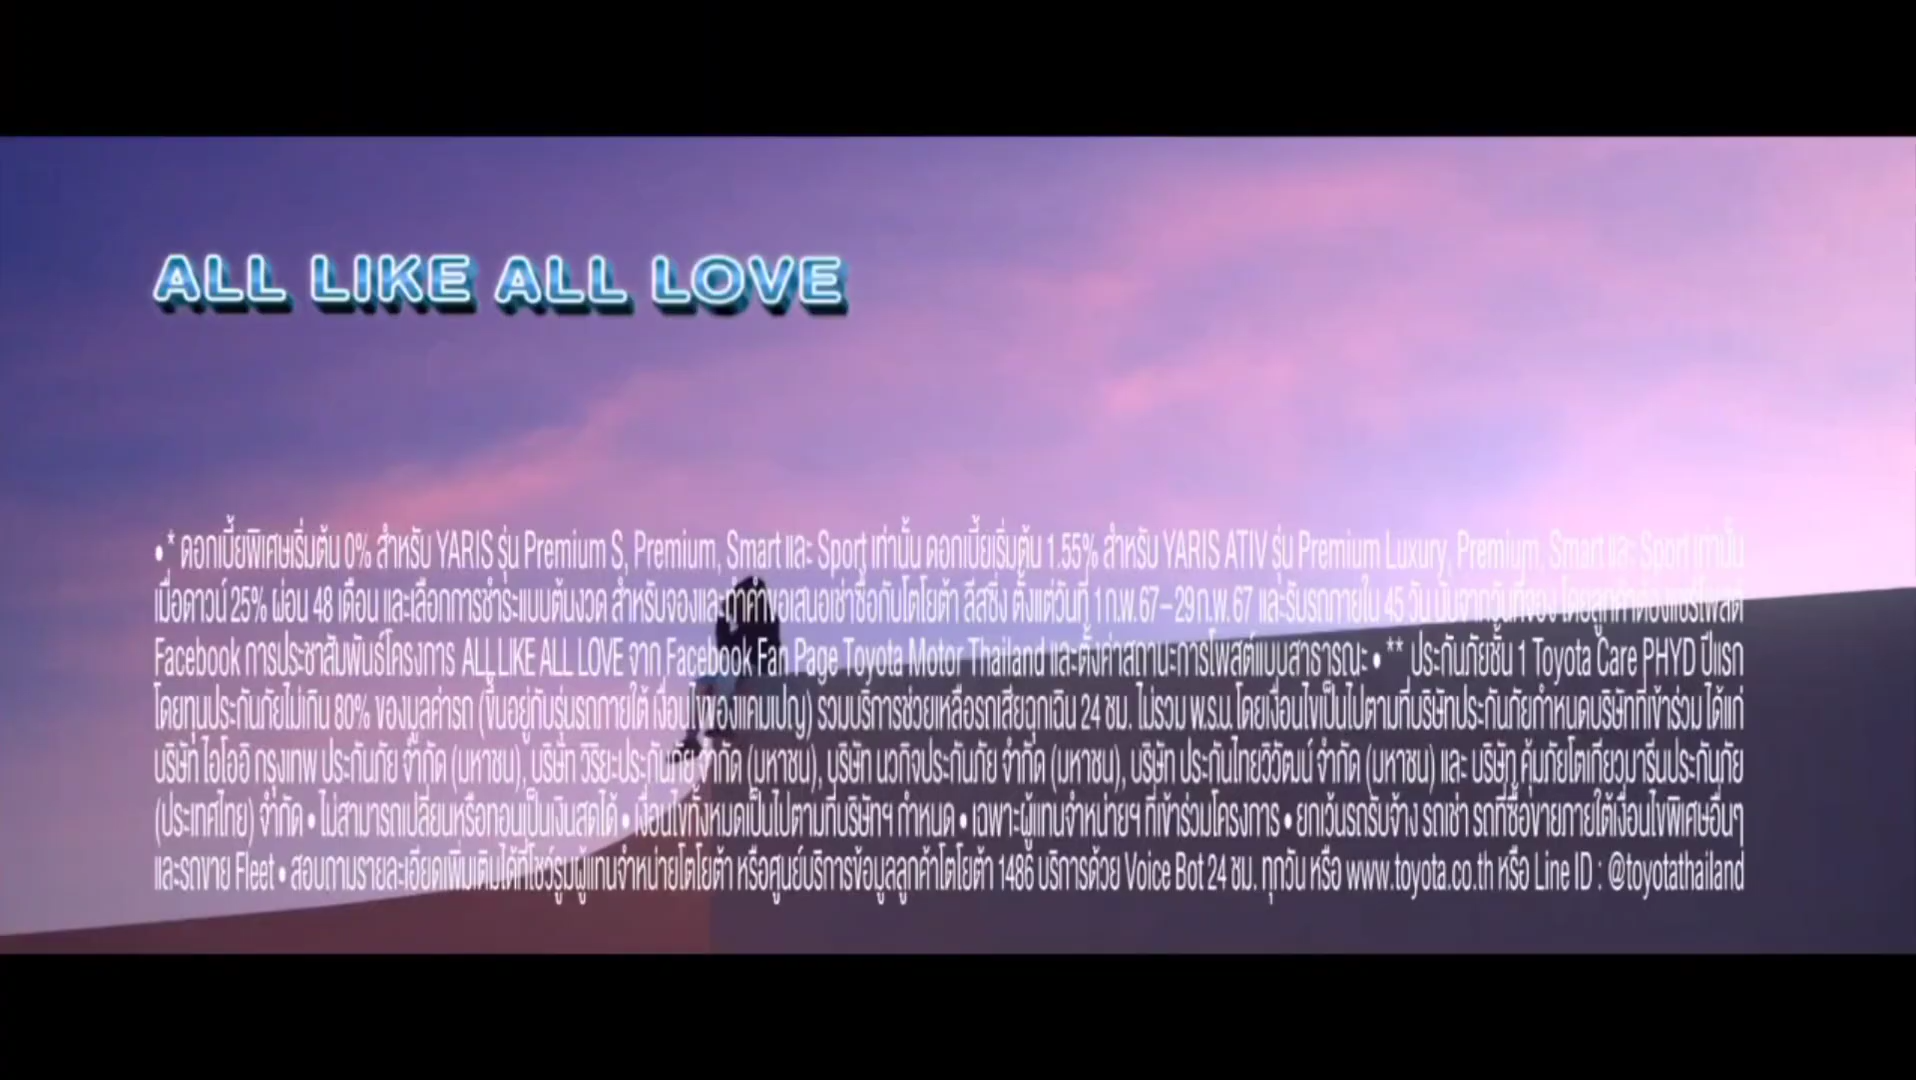 ALL LIKE ALL LOVE
• * ดอกเบี้ยพิเศษเริ่มต้น 0% สำหรับ YARIS รุ่น Premium S, Premium, Smart และ Sport เท่านั้น ดอกเบี้ยเริ่มต้น 1.55% สำหรับ YARIS ATIV รุ่น Premium Luxury, Premium, Smart และ Sport เท่านั้น
เมื่อดาวน์ 25% ผ่อน 48 เดือน และเลือกการชำระแบบต้นงวด สำหรับจองและทำคำขอเสนอเช่าซื้อกับโตโยต้า ลีสซิ่ง ตั้งแต่วันที่ 1 ก.พ. 67 – 29 ก.พ. 67 และรับรถภายใน 45 วัน นับจากวันที่จอง โดยลูกค้าต้องแชร์โพสต์
Facebook การประชาสัมพันธ์โครงการ ALL LIKE ALL LOVE จาก Facebook Fan Page Toyota Motor Thailand และตั้งค่าสถานะการโพสต์แบบสาธารณะ • ** ประกันภัยชั้น 1 Toyota Care PHYD ปีแรก
โดยทุนประกันภัยไม่เกิน 80% ของมูลค่ารถ (ขึ้นอยู่กับรุ่นรถภายใต้ เงื่อนไขของแคมเปญ) รวมบริการช่วยเหลือรถเสียฉุกเฉิน 24 ชม. ไม่รวม พ.ร.บ. โดยเงื่อนไขเป็นไปตามที่บริษัทประกันภัยกำหนดบริษัทที่เข้าร่วม ได้แก่
บริษัท ไอโออิ กรุงเทพ ประกันภัย จำกัด (มหาชน), บริษัท วิริยะประกันภัย จำกัด (มหาชน), บริษัท นวกิจประกันภัย จำกัด (มหาชน), บริษัท ประกันไทยวิวัฒน์ จำกัด (มหาชน) และ บริษัท คุ้มภัยโตเกียวมารีนประกันภัย
(ประเทศไทย) จำกัด • ไม่สามารถเปลี่ยนหรือทอนเป็นเงินสดได้ • เงื่อนไขทั้งหมดเป็นไปตามที่บริษัทฯ กำหนด • เฉพาะผู้แทนจำหน่ายฯ ที่เข้าร่วมโครงการ • ยกเว้นรถรับจ้าง รถเช่า รถที่ซื้อขายภายใต้เงื่อนไขพิเศษอื่นๆ
และรถขาย Fleet • สอบถามรายละเอียดเพิ่มเติมได้ที่โชว์รูมผู้แทนจำหน่ายโตโยต้า หรือศูนย์บริการข้อมูลลูกค้าโตโยต้า 1486 บริการด้วย Voice Bot 24 ชม. ทุกวัน หรือ www.toyota.co.th หรือ Line ID : @toyotathailand